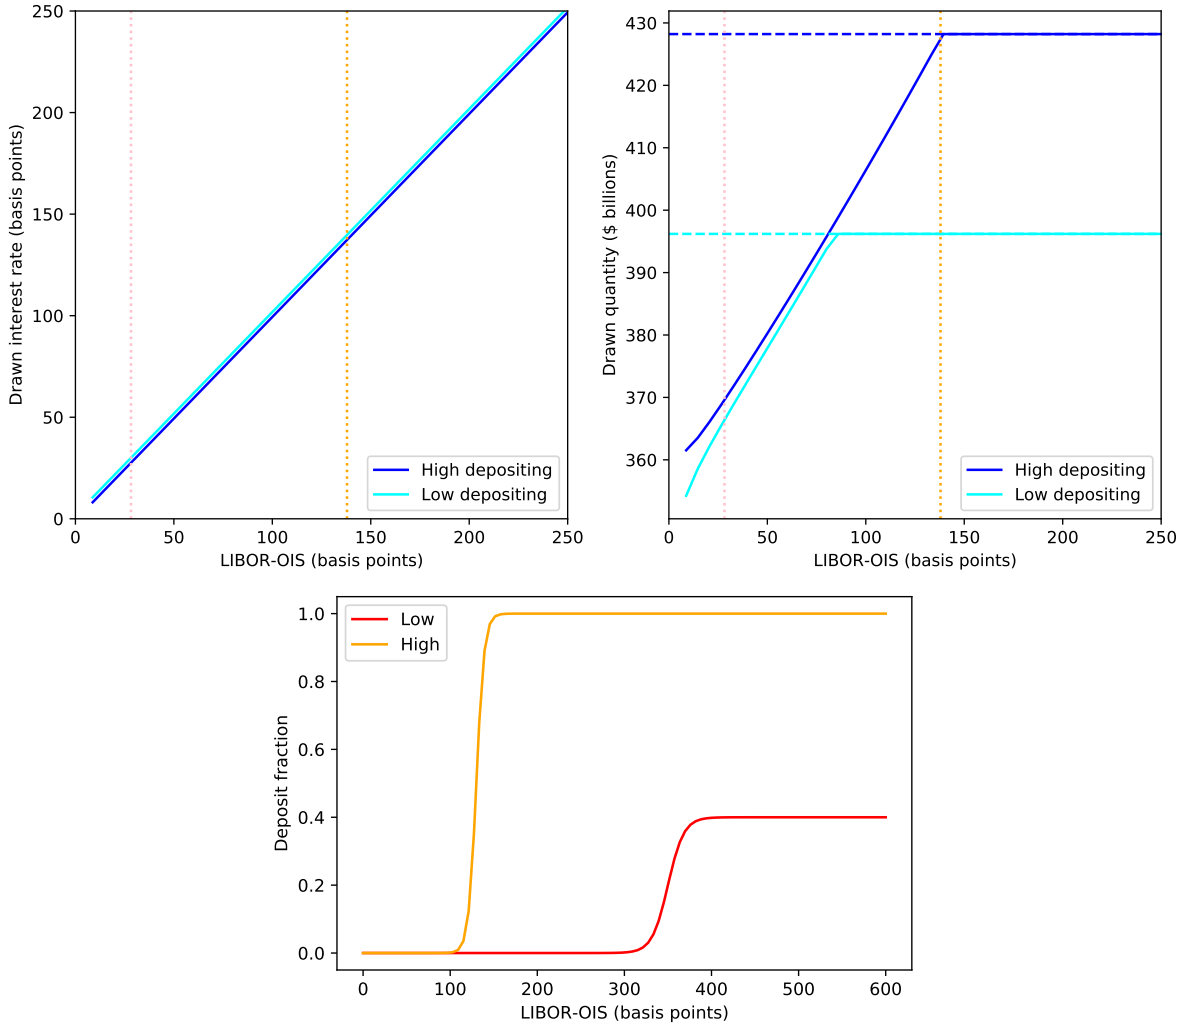 250
200
150
100
50
0
Drawn interest rate (basis points)
High depositing
Low depositing
0 50 100 150 200 250
LIBOR-OIS (basis points)
430
420
410
400
390
380
370
360
Drawn quantity ($ billions)
High depositing
Low depositing
0 50 100 150 200 250
LIBOR-OIS (basis points)
Low
High
1.0
0.8
0.6
0.4
0.2
0.0
Deposit fraction
0 100 200 300 400 500 600
LIBOR-OIS (basis points)